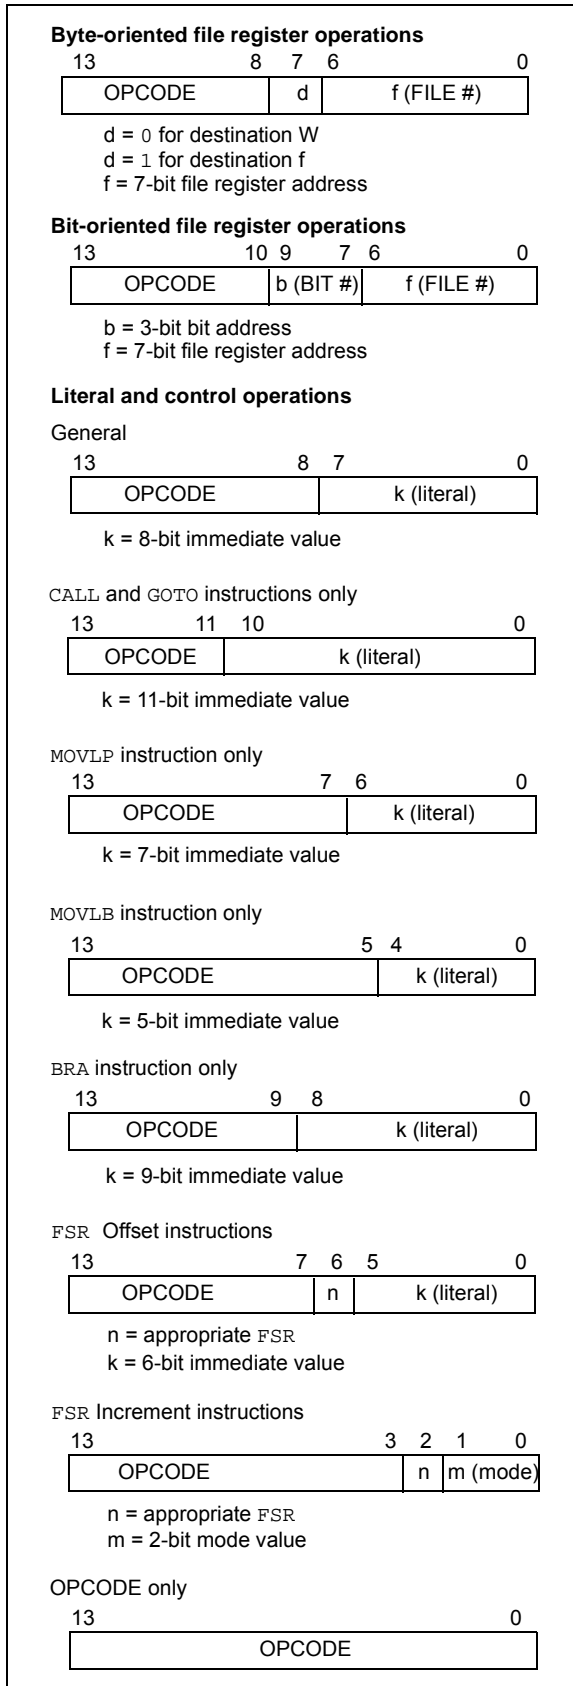 Byte-oriented file register operations
13 8 7 6 0
OPCODE d f (FILE #)
d = 0 for destination W
d = 1 for destination f
f = 7-bit file register address
Bit-oriented file register operations
13 10 9 7 6 0
OPCODE b (BIT #) f (FILE #)
b = 3-bit bit address
f = 7-bit file register address
Literal and control operations
General
13 8 7 0
OPCODE k (literal)
k = 8-bit immediate value
CALL and GOTO instructions only
13 11 10 0
OPCODE k (literal)
k = 11-bit immediate value
MOVLP instruction only
13 7 6 0
OPCODE k (literal)
k = 7-bit immediate value
MOVLB instruction only
13 5 4 0
OPCODE k (literal)
k = 5-bit immediate value
BRA instruction only
13 9 8 0
OPCODE k (literal)
k = 9-bit immediate value
FSR Offset instructions
13 7 6 5 0
OPCODE n k (literal)
n = appropriate FSR
k = 6-bit immediate value
FSR Increment instructions
13 3 2 1 0
OPCODE n m (mode)
n = appropriate FSR
m = 2-bit mode value
OPCODE only
13 0
OPCODE